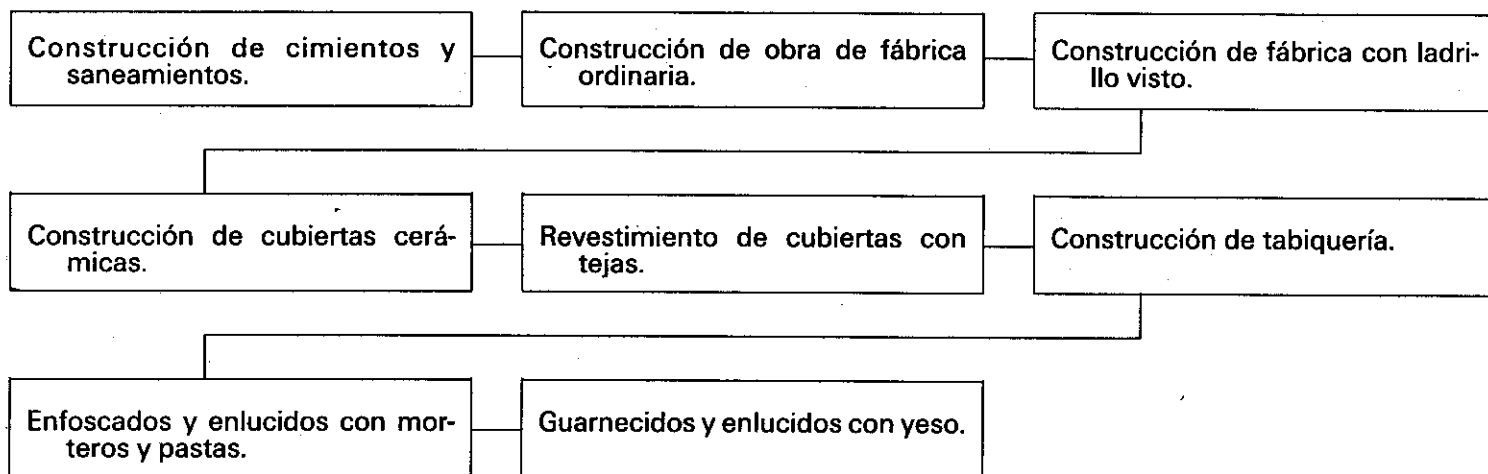 Construcción de cimientos y
saneamientos.
Construcción de obra de fábrica
ordinaria.
Construcción de fábrica con ladri-
llo visto.
Construcción de cubiertas cerá-
micas.
Revestimiento de cubiertas con
tejas.
Construcción de tabiquería.
Enfoscados y enlucidos con mor-
teros y pastas.
Guarnecidos y enlucidos con yeso.